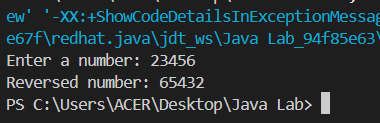 ew' '-XX:+ShowCodeDetailsInExceptionMessag
e67f\redhat.java\jdt_ws\Java Lab_94f85e63\
Enter a number: 23456
Reversed number: 65432
PS C:\Users\ACER\Desktop\Java Lab>